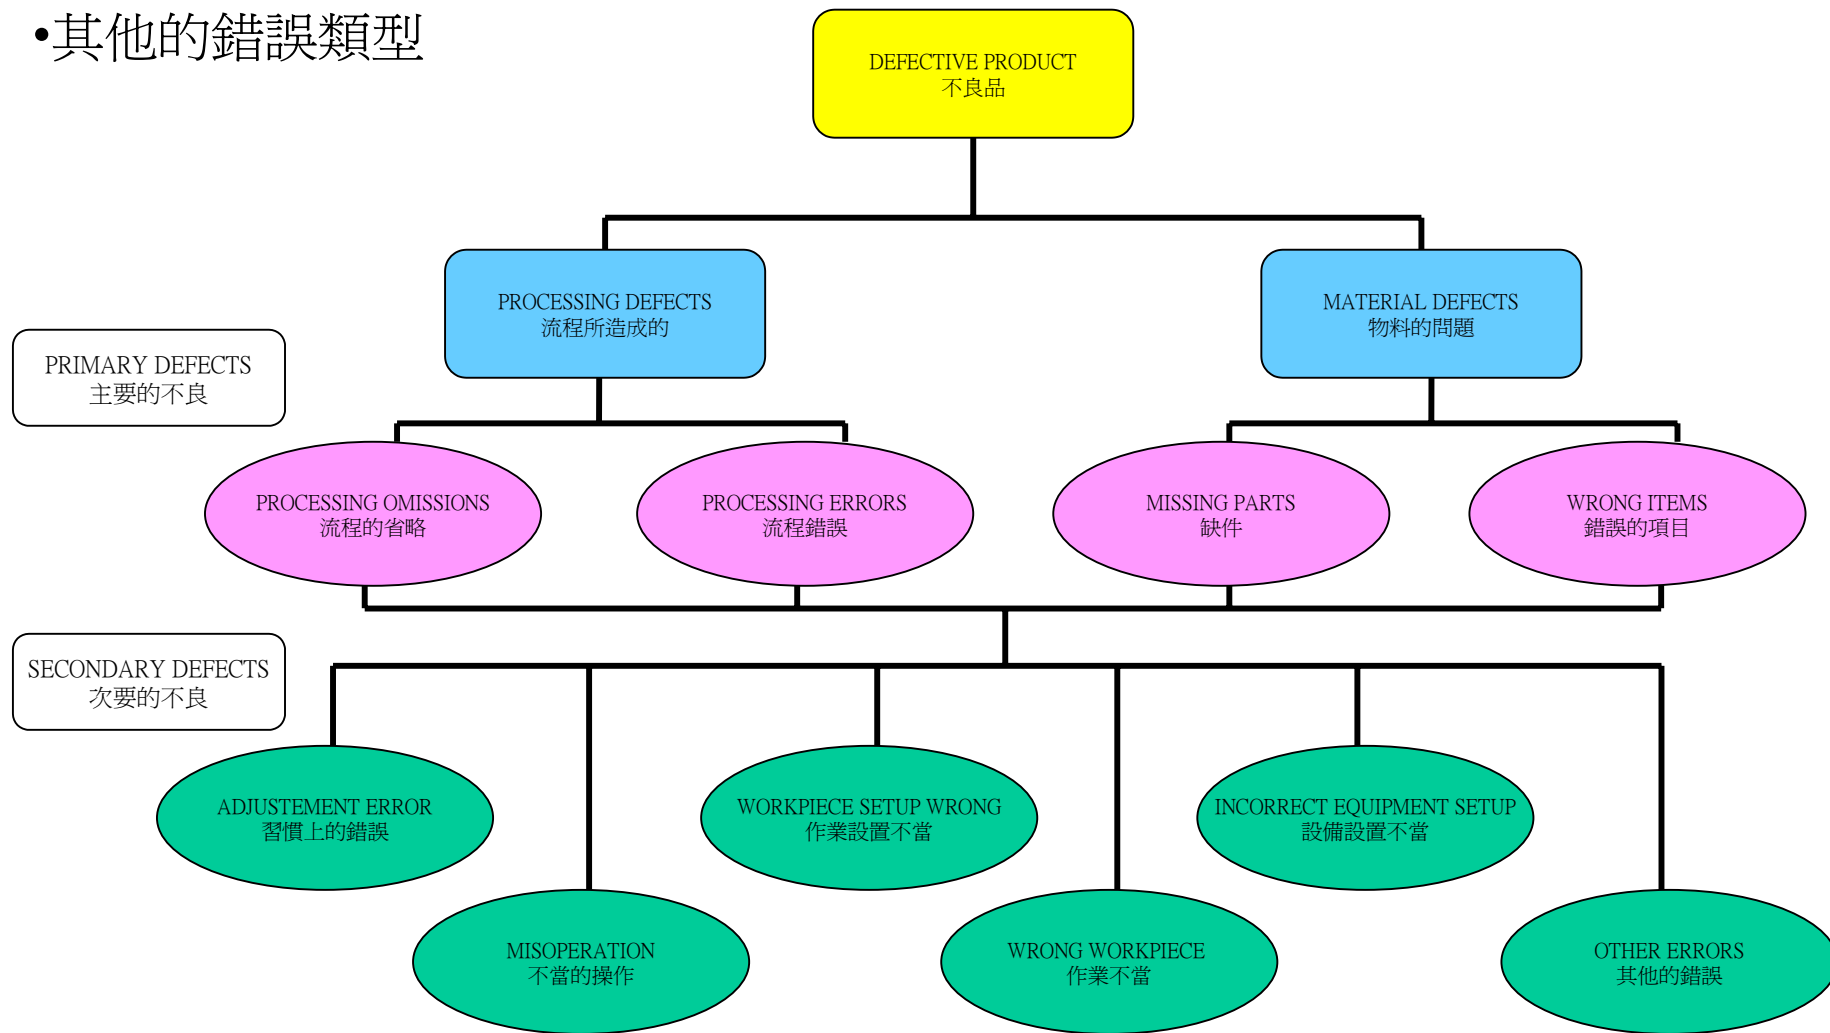 •其他的錯誤類型
DEFECTIVE PRODUCT
不良品
PROCESSING DEFECTS
流程所造成的
MATERIAL DEFECTS
物料的問題
PRIMARY DEFECTS
主要的不良
PROCESSING OMISSIONS
流程的省略
PROCESSING ERRORS
流程錯誤
MISSING PARTS
缺件
WRONG ITEMS
錯誤的項目
SECONDARY DEFECTS
次要的不良
ADJUSTEMENT ERROR
習慣上的錯誤
WORKPIECE SETUP WRONG
作業設置不當
INCORRECT EQUIPMENT SETUP
設備設置不當
MISOPERATION
不當的操作
WRONG WORKPIECE
作業不當
OTHER ERRORS
其他的錯誤